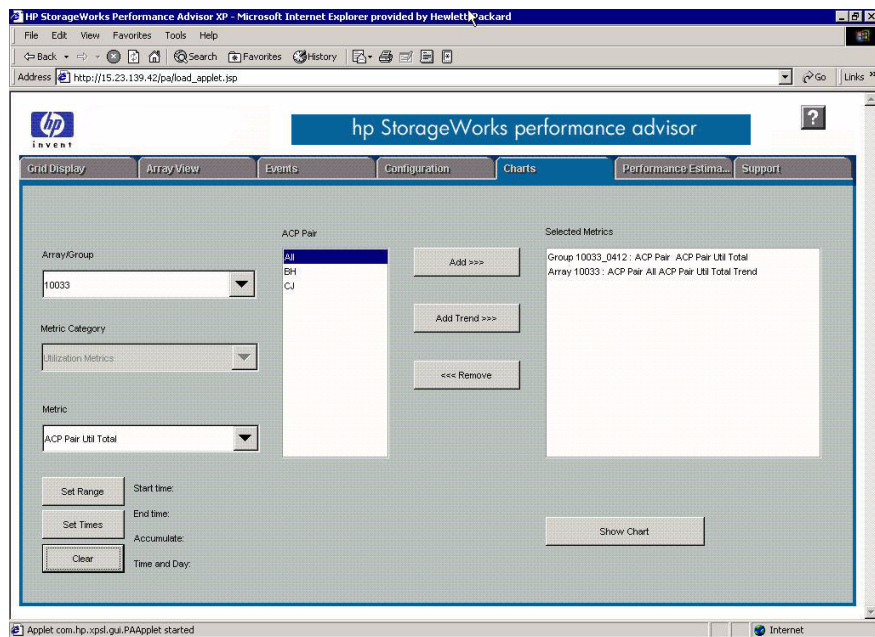 HP StorageWorks Performance Advisor XP - Microsoft Internet Explorer provided by Hewlett-Packard
File Edit View Favorites Tools Help
Back Search Favorites History
Address http://15.23.139.42/pa/load_applet.jsp Go Links »
hp
invent
hp StorageWorks performance advisor
?
Grid Display Array View Events Configuration Charts Performance Estima... Support
ACP Pair
Selected Metrics
Array/Group
10033
Metric Category
Utilization Metrics
Metric
ACP Pair Util Total
All
BH
CJ
Add >>>
Add Trend >>>
<<< Remove
Group 10033_0412 : ACP Pair ACP Pair Util Total
Array 10033 : ACP Pair All ACP Pair Util Total Trend
Set Range Start time:
Set Times End time:
Accumulate:
Clear Time and Day:
Show Chart
Applet com.hp.xpsl.gui.PAApplet started
Internet